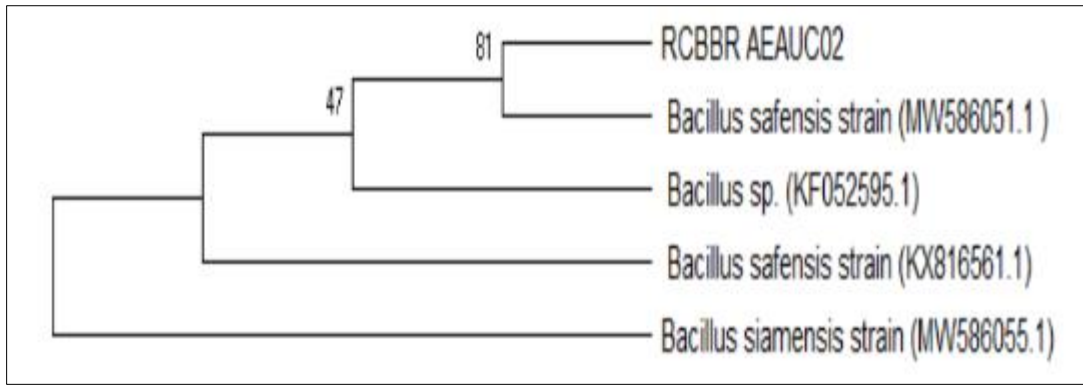 81
RCBBR AEAUC02
47
Bacillus safensis strain (MW586051.1 )
Bacillus sp. (KF052595.1)
Bacillus safensis strain (KX816561.1)
Bacillus siamensis strain (MW586055.1)